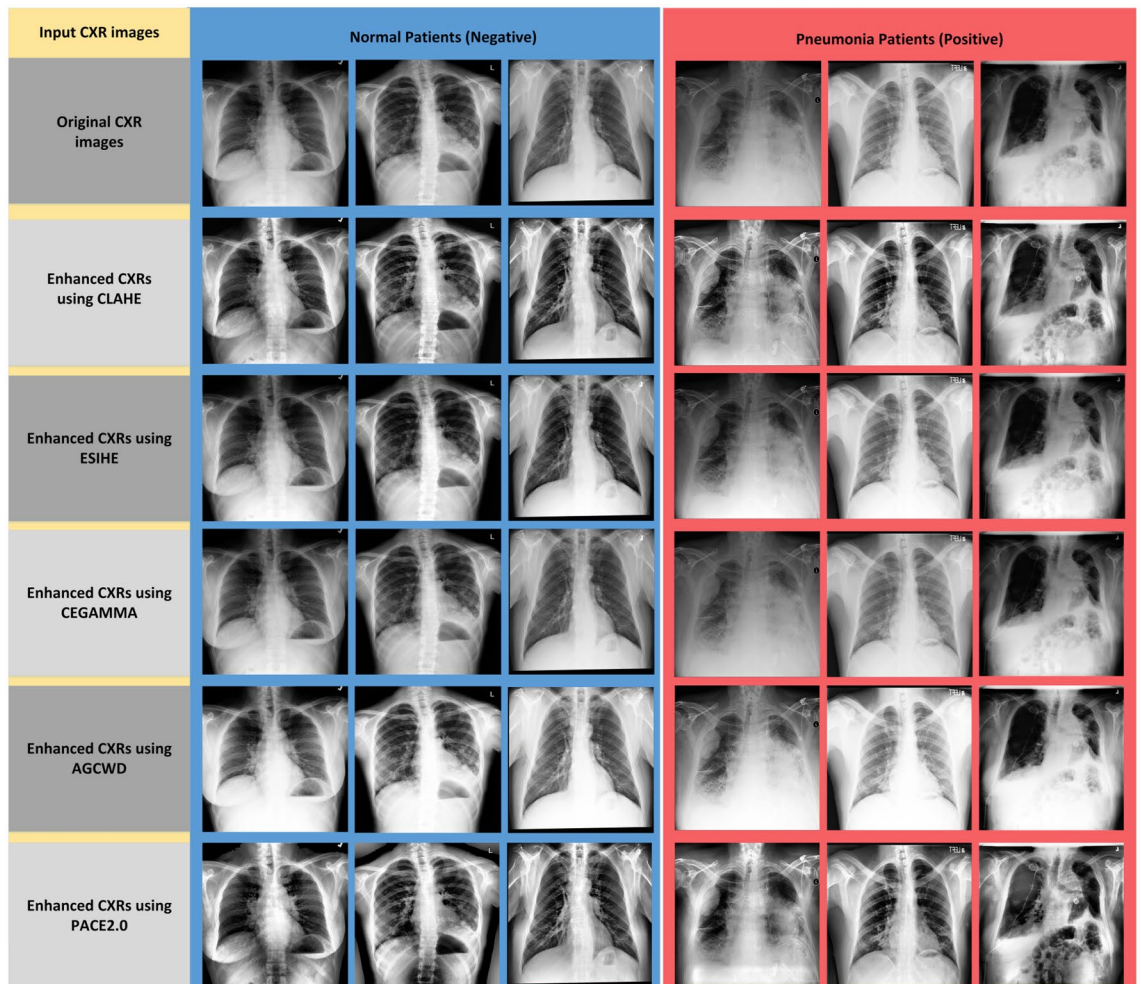 Input CXR images
Normal Patients (Negative)
Pneumonia Patients (Positive)
Original CXR
images
Enhanced CXRs
using CLAHE
Enhanced CXRs using
ESIHE
Enhanced CXRs using
CEGAMMA
Enhanced CXRs using
AGCWD
Enhanced CXRs using
PACE2.0